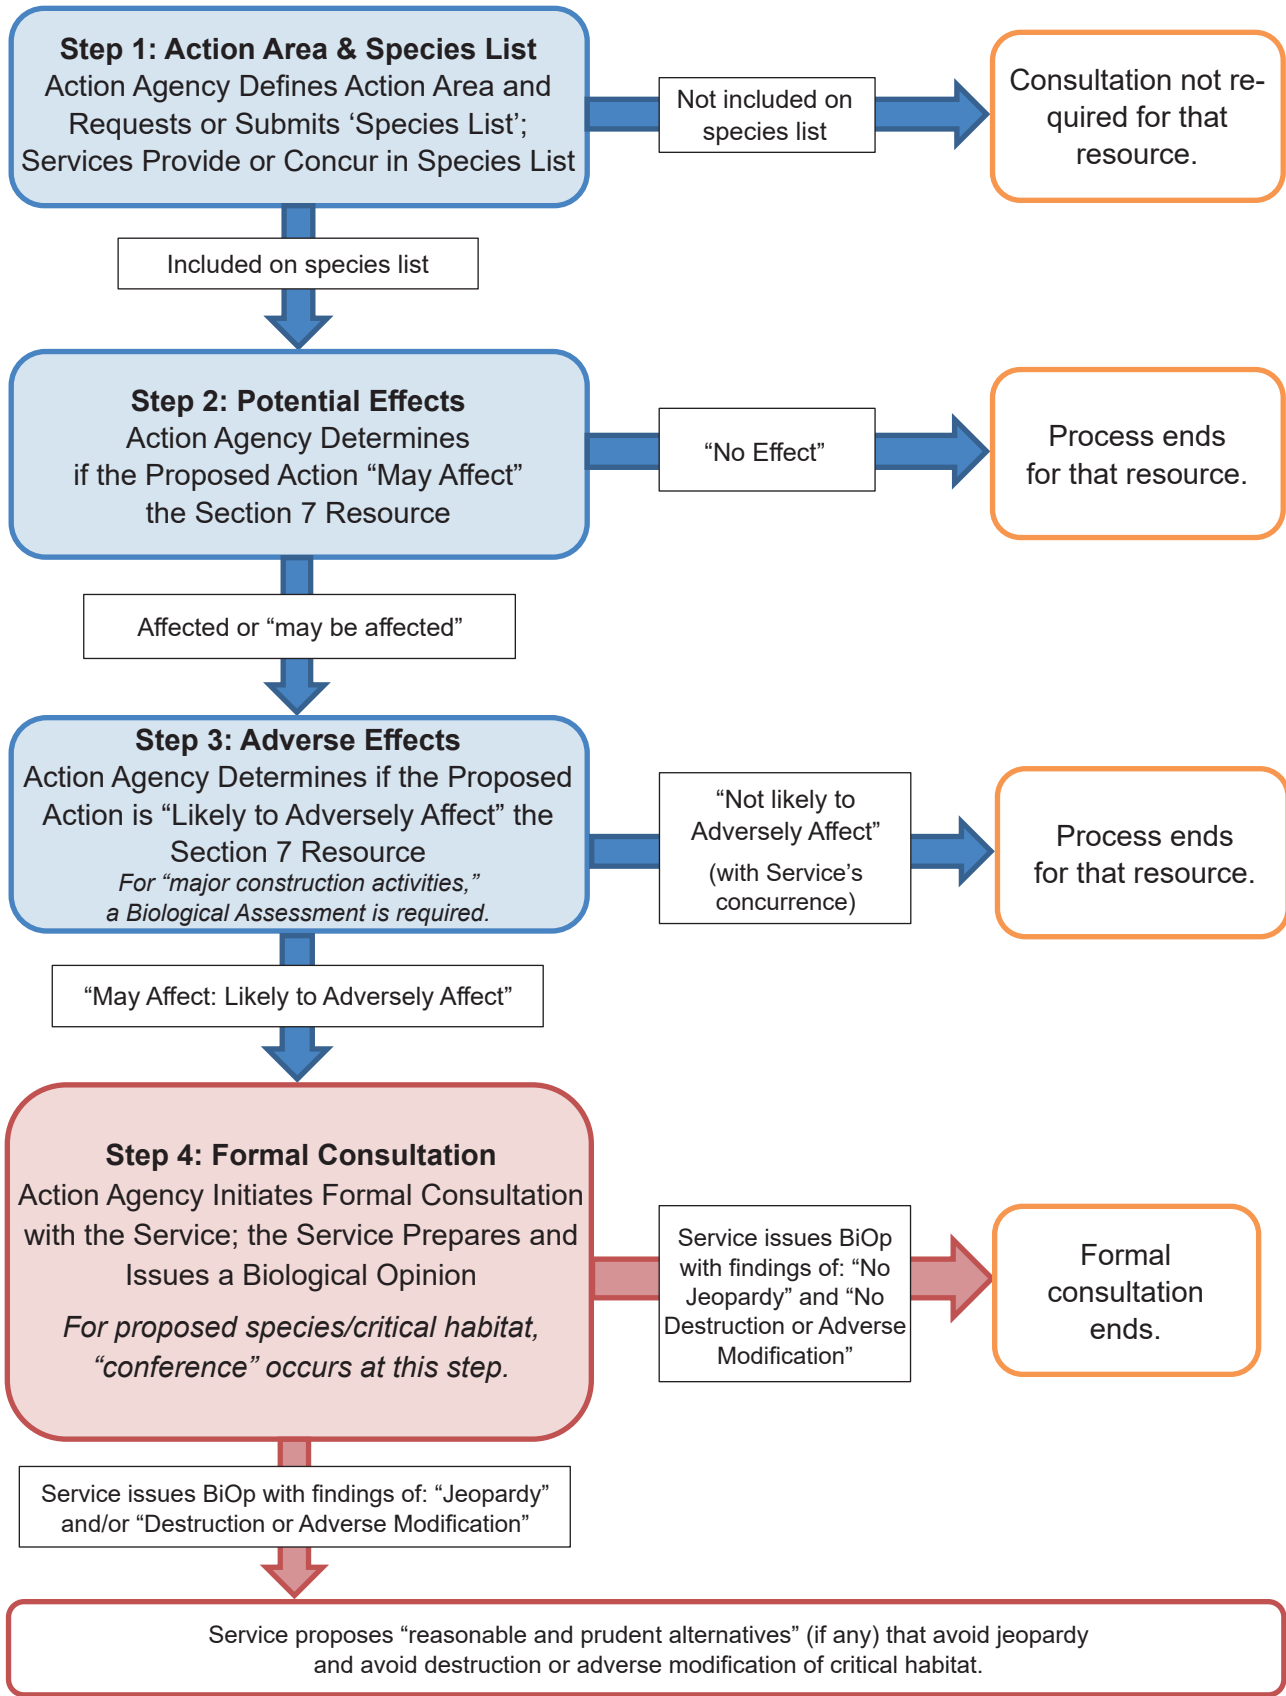 Step 1: Action Area & Species List
Action Agency Defines Action Area and
Requests or Submits ‘Species List’;
Services Provide or Concur in Species List
Not included on
species list
Consultation not re-
quired for that
resource.
Included on species list
Step 2: Potential Effects
Action Agency Determines
if the Proposed Action “May Affect”
the Section 7 Resource
“No Effect”
Process ends
for that resource.
Affected or “may be affected”
Step 3: Adverse Effects
Action Agency Determines if the Proposed
Action is “Likely to Adversely Affect” the
Section 7 Resource
For “major construction activities,”
a Biological Assessment is required.
“Not likely to
Adversely Affect”
(with Service’s
concurrence)
Process ends
for that resource.
“May Affect: Likely to Adversely Affect”
Step 4: Formal Consultation
Action Agency Initiates Formal Consultation
with the Service; the Service Prepares and
Issues a Biological Opinion
For proposed species/critical habitat,
“conference” occurs at this step.
Service issues BiOp
with findings of: “No
Jeopardy” and “No
Destruction or Adverse
Modification”
Formal
consultation
ends.
Service issues BiOp with findings of: “Jeopardy”
and/or “Destruction or Adverse Modification”
Service proposes “reasonable and prudent alternatives” (if any) that avoid jeopardy
and avoid destruction or adverse modification of critical habitat.